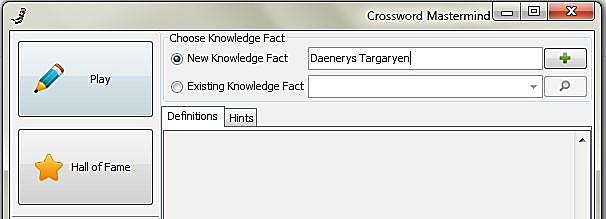 Crossword Mastermind
Play
Hall of Fame
Choose Knowledge Fact
New Knowledge Fact
Daenerys Targaryen
Existing Knowledge Fact
Definitions
Hints